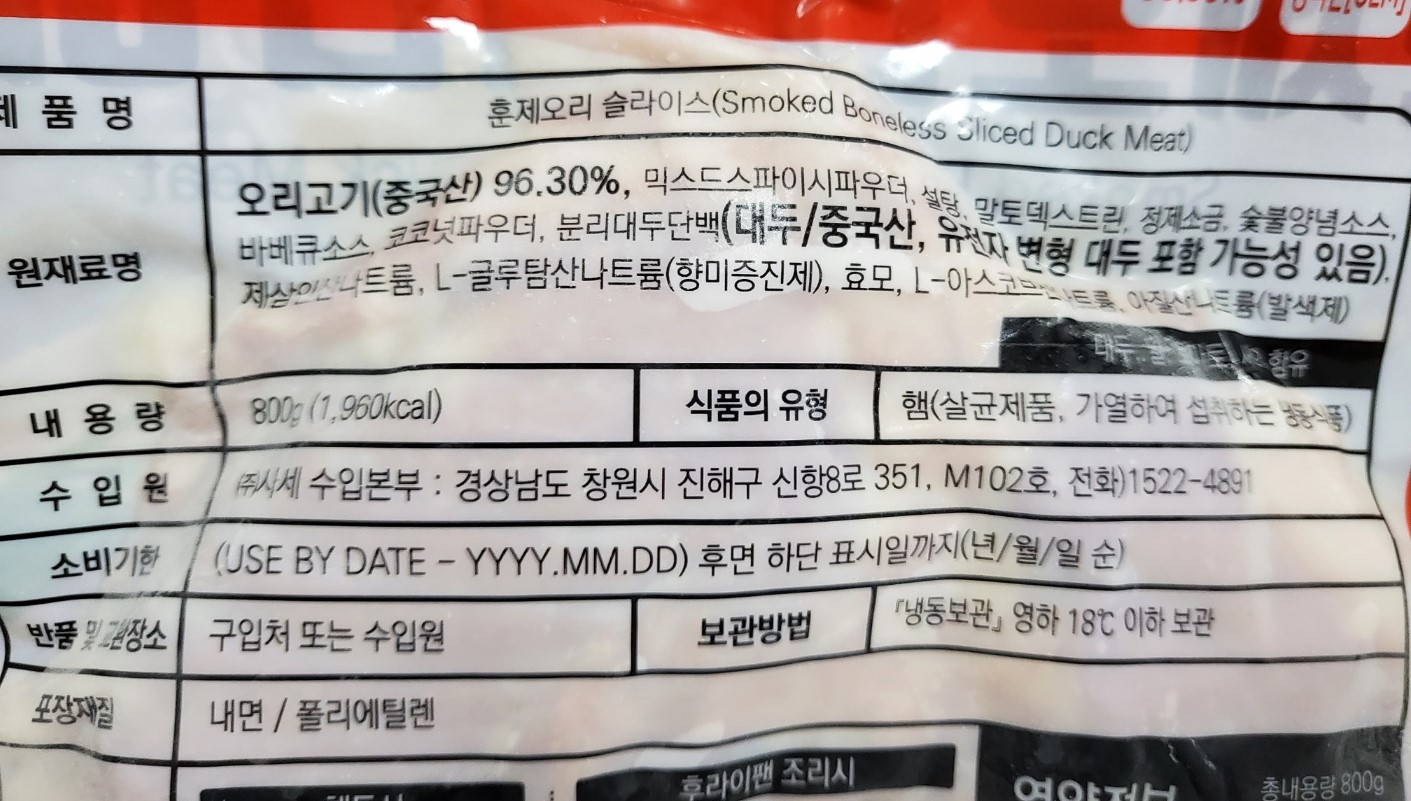 제 품 명
훈제오리 슬라이스(Smoked Boneless Sliced Duck Meat)
원재료명
오리고기(중국산) 96.30%, 믹스드스파이시파우더, 설탕, 말토덱스트린, 정제소금, 숯불양념소스,
바베큐소스, 코코넛파우더, 분리대두단백(대두/중국산, 유전자 변형 대두 포함 가능성 있음),
제삼인산나트륨, L-글루탐산나트륨(향미증진제), 효모, L-아스코브산나트륨, 아질산나트륨(발색제)
대두, 함유
내 용 량
800g (1,960kcal)
식품의 유형
햄(살균제품, 가열하여 섭취하는 냉동식품)
수 입 원
㈜사세 수입본부 : 경상남도 창원시 진해구 신항8로 351, M102호, 전화)1522-4891
소비기한
(USE BY DATE - YYYY.MM.DD) 후면 하단 표시일까지(년/월/일 순)
반품 및 교환장소
구입처 또는 수입원
보관방법
『냉동보관』 영하 18℃ 이하 보관
포장재질
내면 / 폴리에틸렌
후라이팬 조리시
영양정보
총내용량 800g